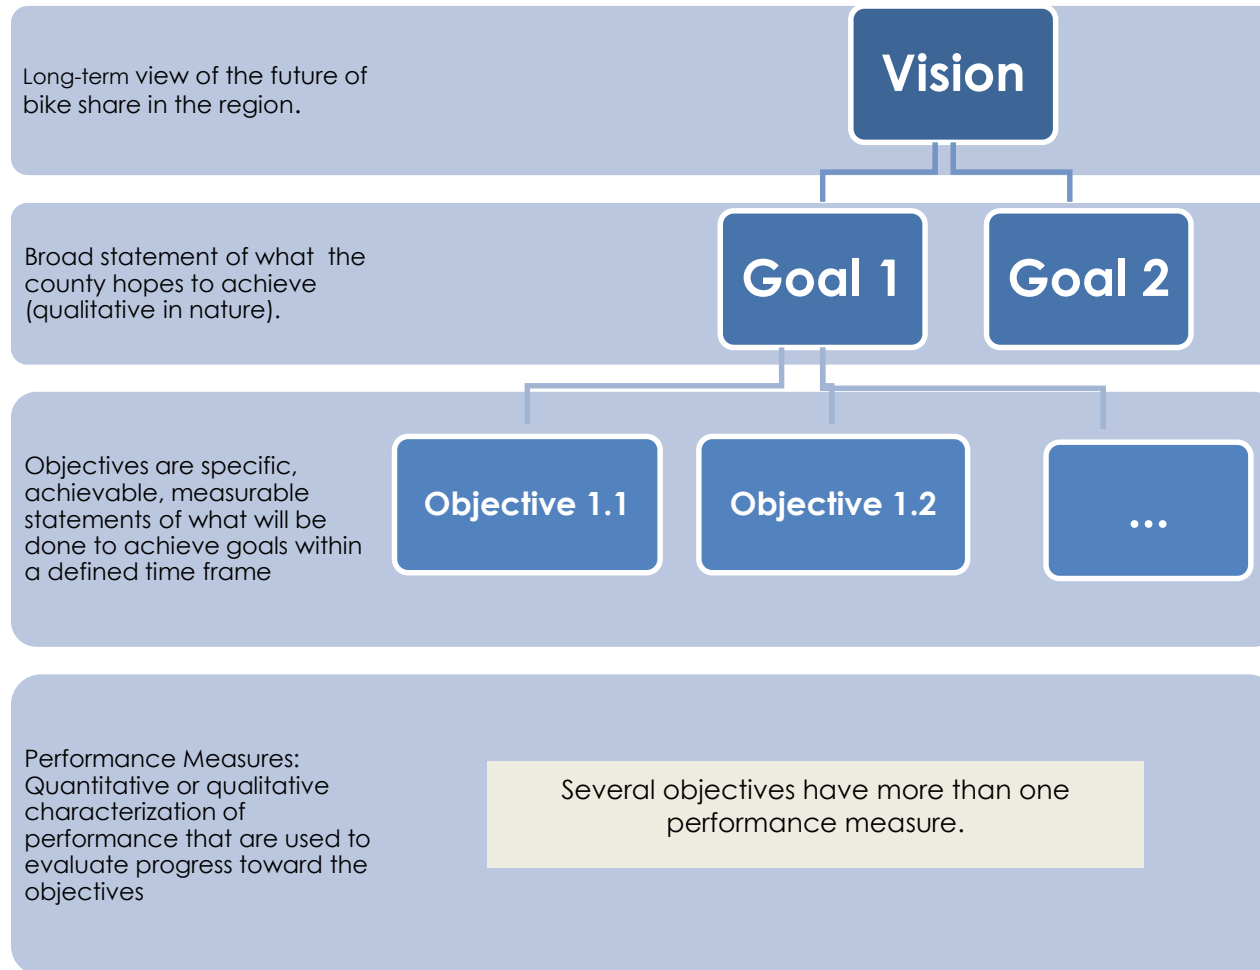 Long-term view of the future of
bike share in the region.
Vision
Broad statement of what  the
county hopes to achieve
(qualitative in nature).
Goal 1
Goal 2
Objectives are specific,
achievable, measurable
statements of what will be
done to achieve goals within
a defined time frame
Objective 1.1
Objective 1.2
...
Performance Measures:
Quantitative or qualitative
characterization of
performance that are used to
evaluate progress toward the
objectives
Several objectives have more than one
performance measure.